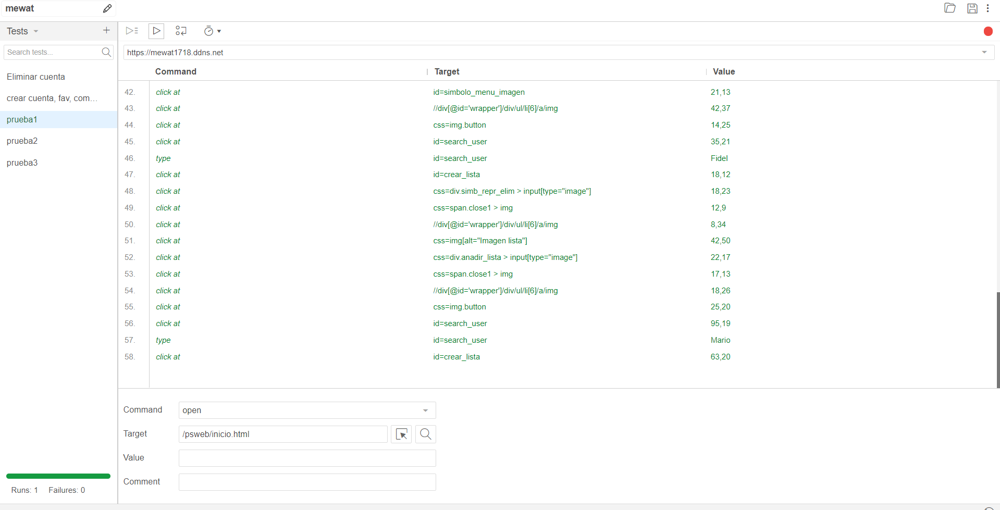 mewat
Tests
Search tests...
Eliminar cuenta
crear cuenta, fav, com...
prueba1
prueba2
prueba3
Runs: 1 Failures: 0
https://mewat1718.ddns.net
Command Target Value
42. click at id=simbolo_menu_imagen 21,13
43. click at //div[@id='wrapper']/div/ul/li[6]/a/img 42,37
44. click at css=img.button 14,25
45. click at id=search_user 35,21
46. type id=search_user Fidel
47. click at id=crear_lista 18,12
48. click at css=div.simb_repr_elim > input[type="image"] 18,23
49. click at css=span.close1 > img 12,9
50. click at //div[@id='wrapper']/div/ul/li[6]/a/img 8,34
51. click at css=img[alt="Imagen lista"] 42,50
52. click at css=div.anadir_lista > input[type="image"] 22,17
53. click at css=span.close1 > img 17,13
54. click at //div[@id='wrapper']/div/ul/li[6]/a/img 18,26
55. click at css=img.button 25,20
56. click at id=search_user 95,19
57. type id=search_user Mario
58. click at id=crear_lista 63,20
Command open
Target /psweb/inicio.html
Value
Comment